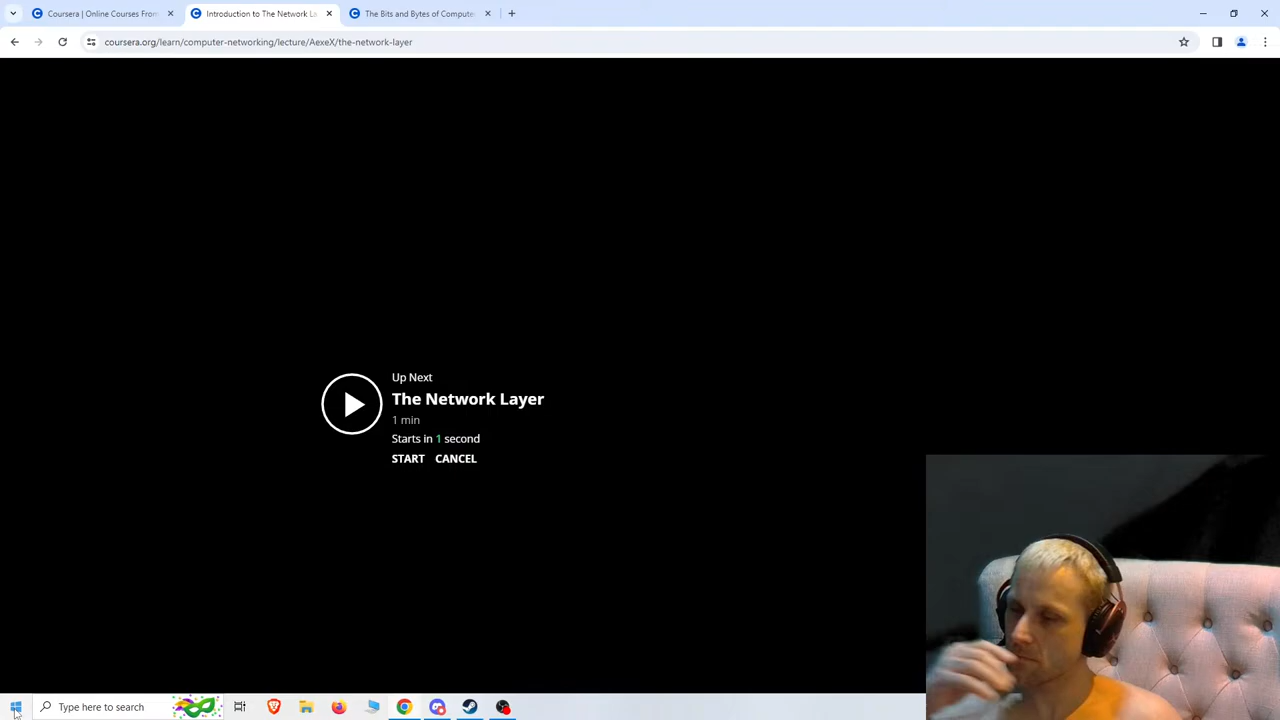 Coursera | Online Courses From
Introduction to The Network La
The Bits and Bytes of Compute
coursera.org/learn/computer-networking/lecture/AexeX/the-network-layer
Up Next
The Network Layer
1 min
Starts in 1 second
START CANCEL
Type here to search